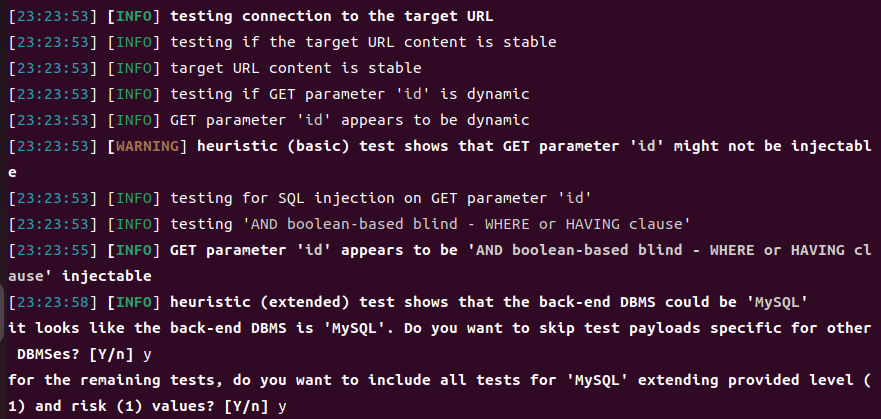 [23:23:53] [INFO] testing connection to the target URL
[23:23:53] [INFO] testing if the target URL content is stable
[23:23:53] [INFO] target URL content is stable
[23:23:53] [INFO] testing if GET parameter 'id' is dynamic
[23:23:53] [INFO] GET parameter 'id' appears to be dynamic
[23:23:53] [WARNING] heuristic (basic) test shows that GET parameter 'id' might not be injectabl
e
[23:23:53] [INFO] testing for SQL injection on GET parameter 'id'
[23:23:53] [INFO] testing 'AND boolean-based blind - WHERE or HAVING clause'
[23:23:55] [INFO] GET parameter 'id' appears to be 'AND boolean-based blind - WHERE or HAVING cl
ause' injectable
[23:23:58] [INFO] heuristic (extended) test shows that the back-end DBMS could be 'MySQL'
it looks like the back-end DBMS is 'MySQL'. Do you want to skip test payloads specific for other
 DBMSes? [Y/n] y
for the remaining tests, do you want to include all tests for 'MySQL' extending provided level (
1) and risk (1) values? [Y/n] y